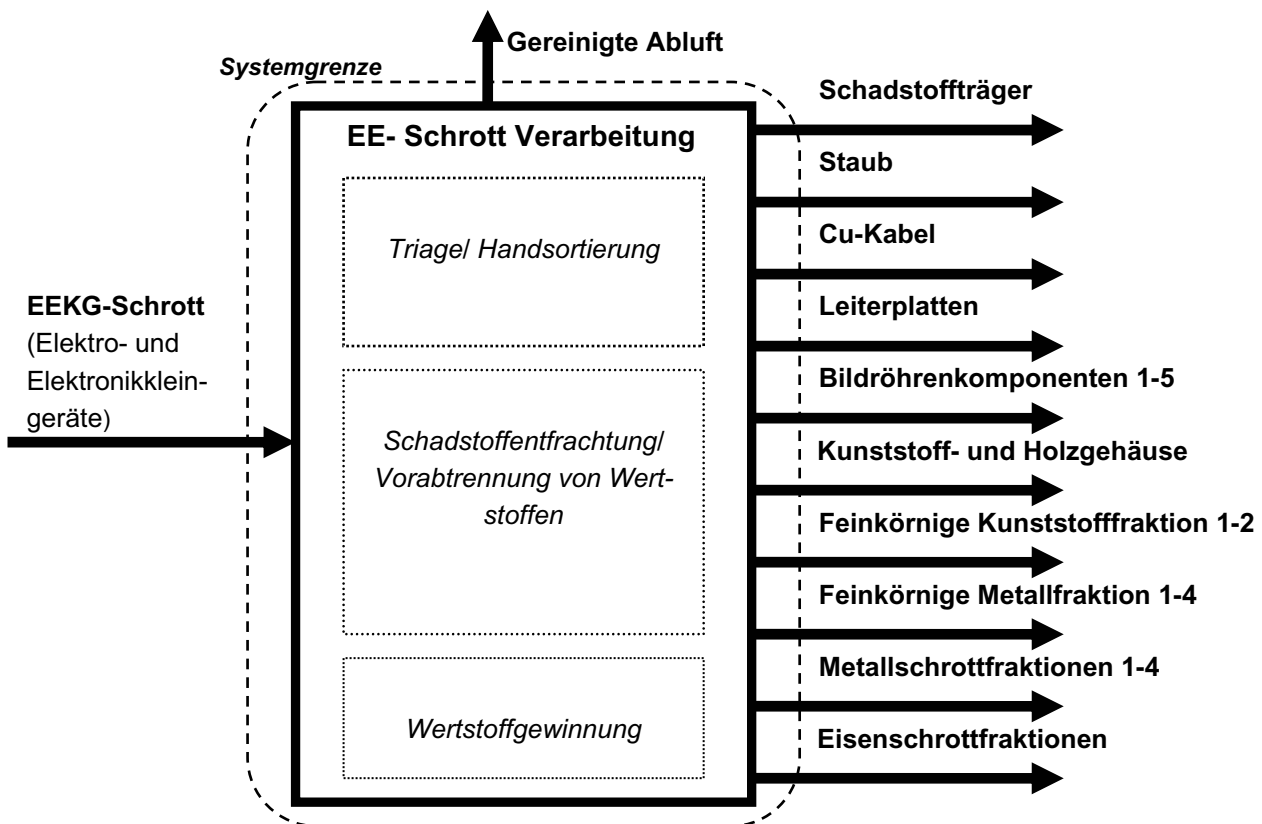 Gereinigte Abluft
Systemgrenze
EE- Schrott Verarbeitung
Triage/ Handsortierung
Schadstoffentfrachtung/
Vorabtrennung von Wert-
stoffen
Wertstoffgewinnung
EEKG-Schrott
(Elektro- und
Elektronikklein-
geräte)
Schadstoffträger
Staub
Cu-Kabel
Leiterplatten
Bildröhrenkomponenten 1-5
Kunststoff- und Holzgehäuse
Feinkörnige Kunststofffraktion 1-2
Feinkörnige Metallfraktion 1-4
Metallschrottfraktionen 1-4
Eisenschrottfraktionen